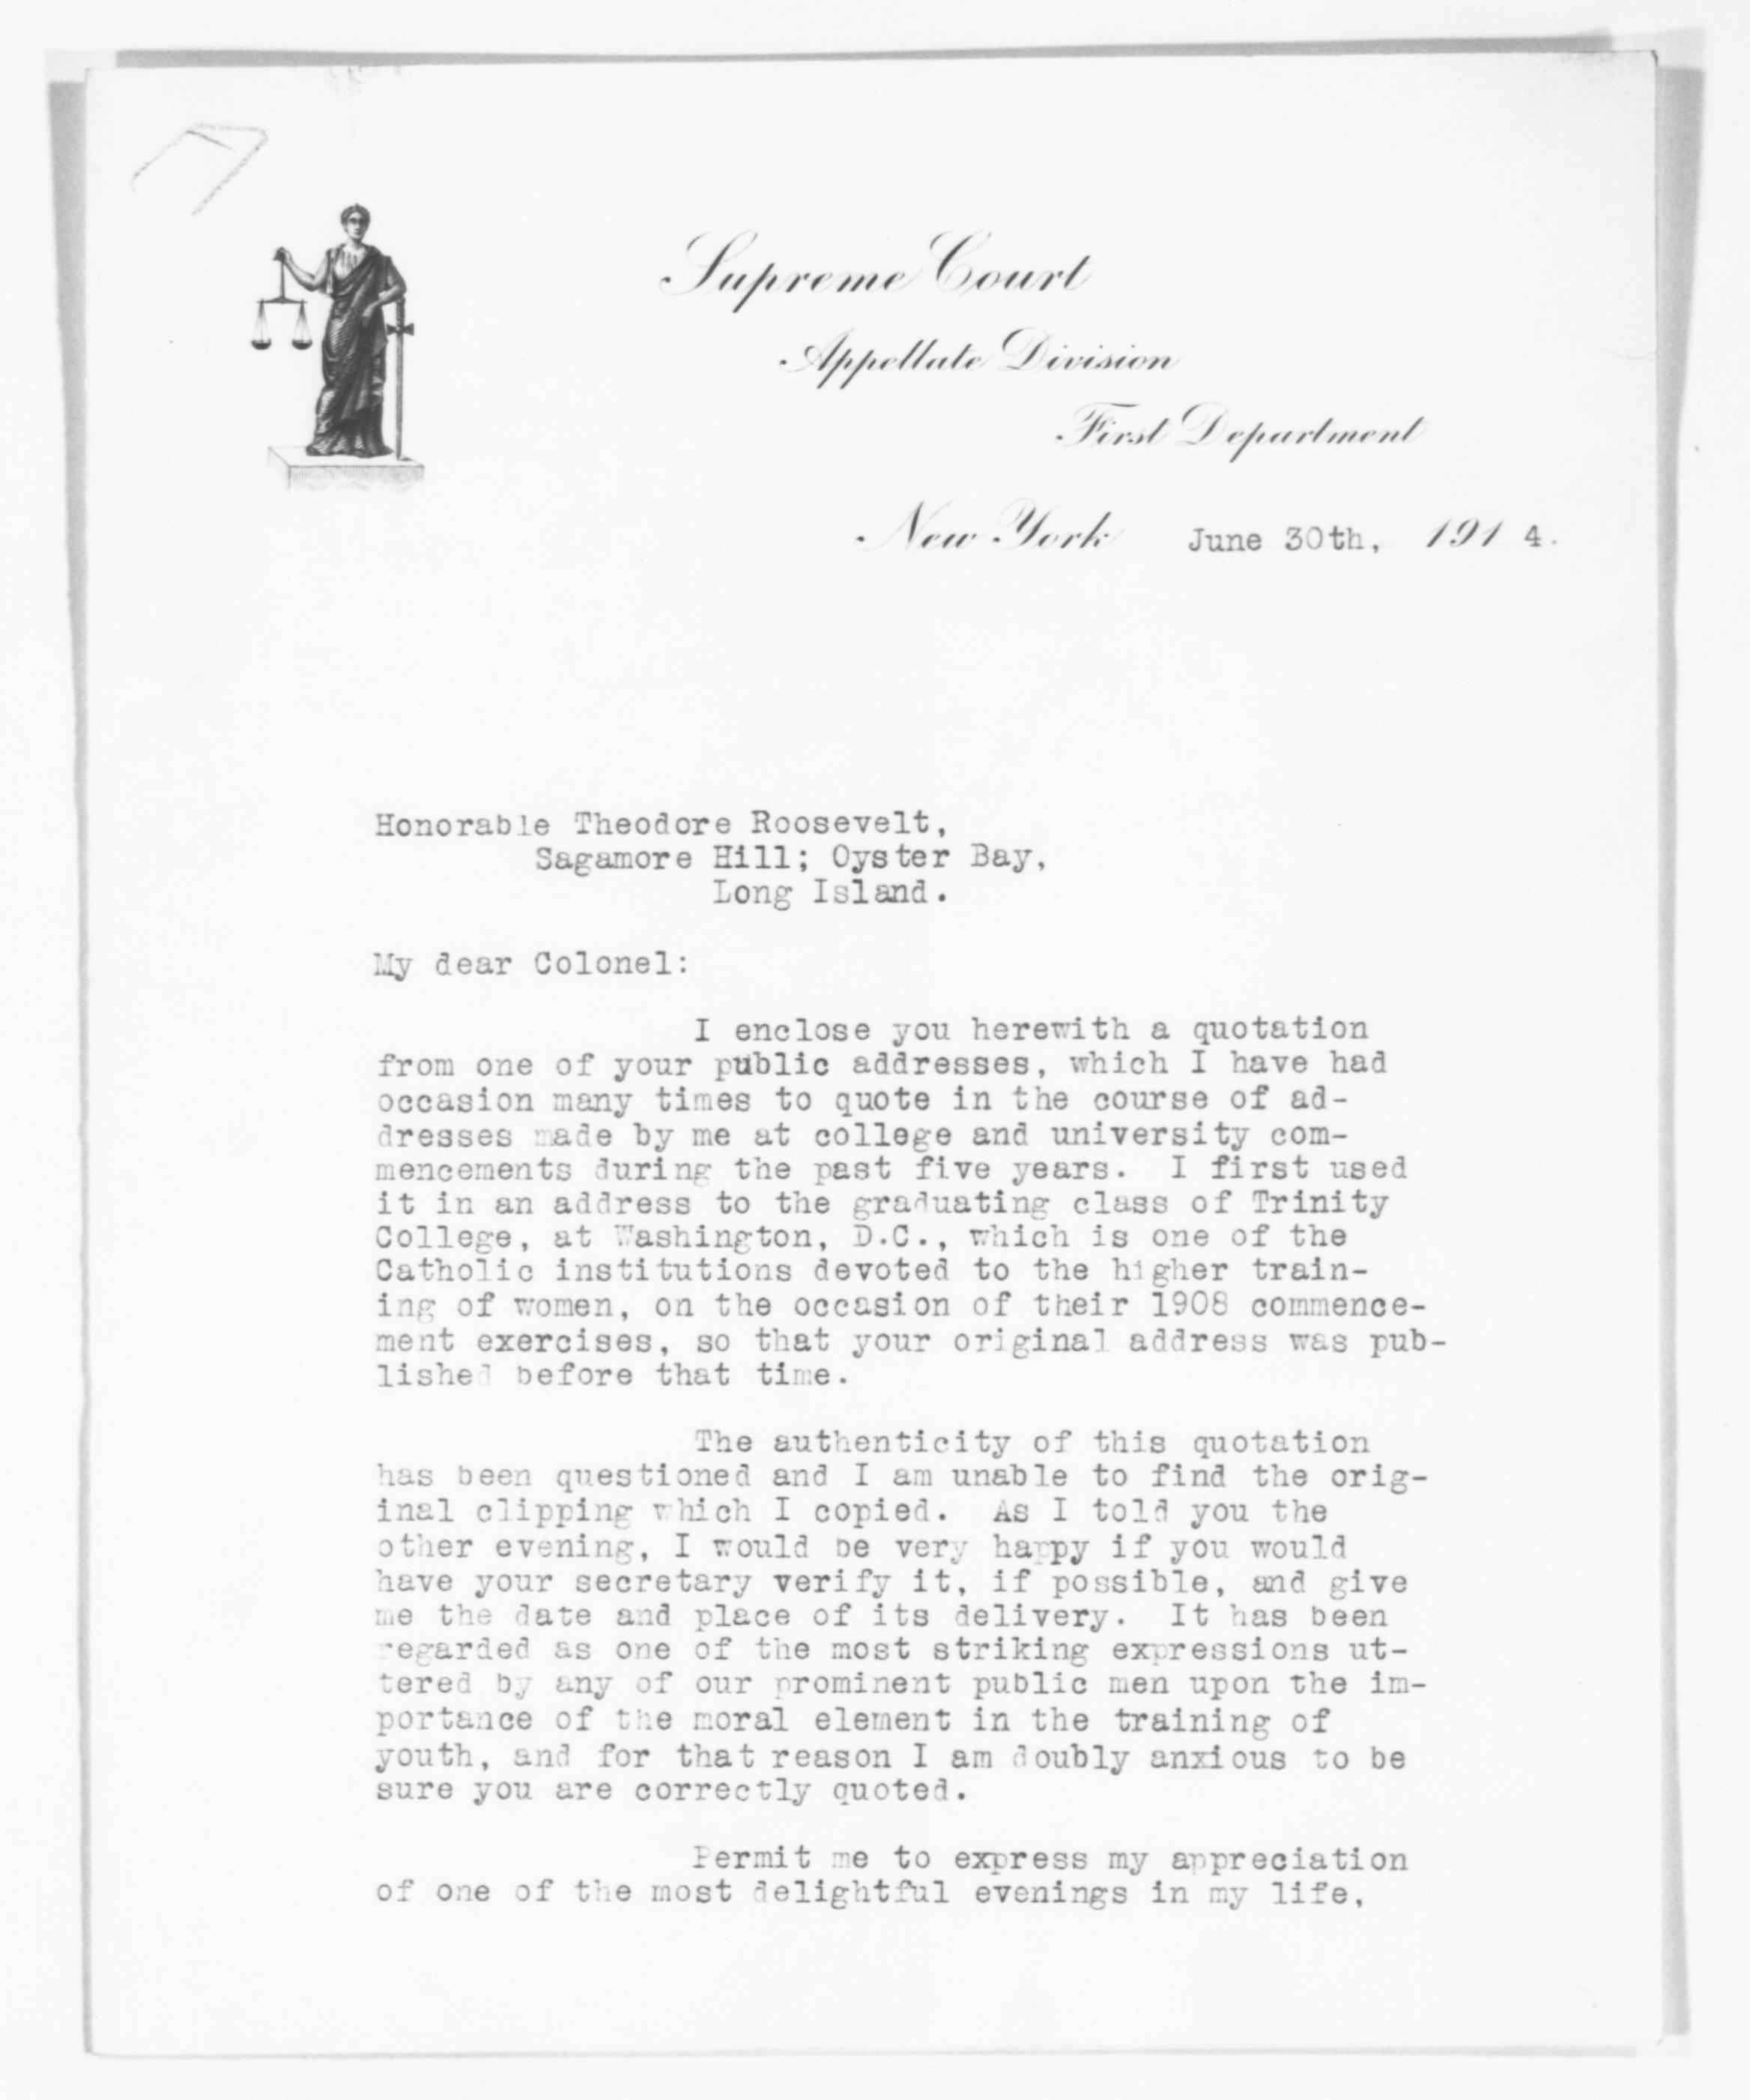 Supreme Court
Appellate Division
First Department
New York June 30th, 1914.
Honorable Theodore Roosevelt,
Sagamore Hill; Oyster Bay,
Long Island.
My dear Colonel:
I enclose you herewith a quotation
from one of your public addresses, which I have had
occasion many times to quote in the course of ad-
dresses made by me at college and university com-
mencements during the past five years. I first used
it in an address to the graduating class of Trinity
College, at Washington, D.C., which is one of the
Catholic institutions devoted to the higher train-
ing of women, on the occasion of their 1908 commence-
ment exercises, so that your original address was pub-
lished before that time.
The authenticity of this quotation
has been questioned and I am unable to find the orig-
inal clipping which I copied. As I told you the
other evening, I would be very happy if you would
have your secretary verify it, if possible, and give
me the date and place of its delivery. It has been
regarded as one of the most striking expressions ut-
tered by any of our prominent public men upon the im-
portance of the moral element in the training of
youth, and for that reason I am doubly anxious to be
sure you are correctly quoted.
Permit me to express my appreciation
of one of the most delightful evenings in my life,